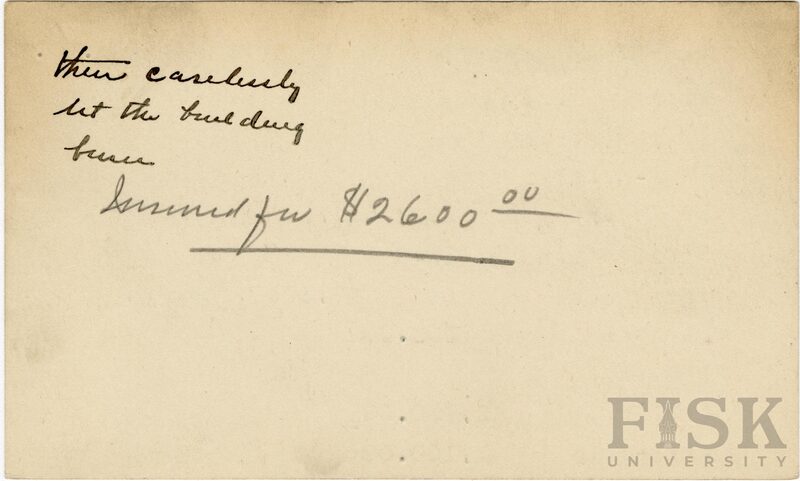 then carelessly
let the building
burn
Insured for $2600 00
FISK
UNIVERSITY